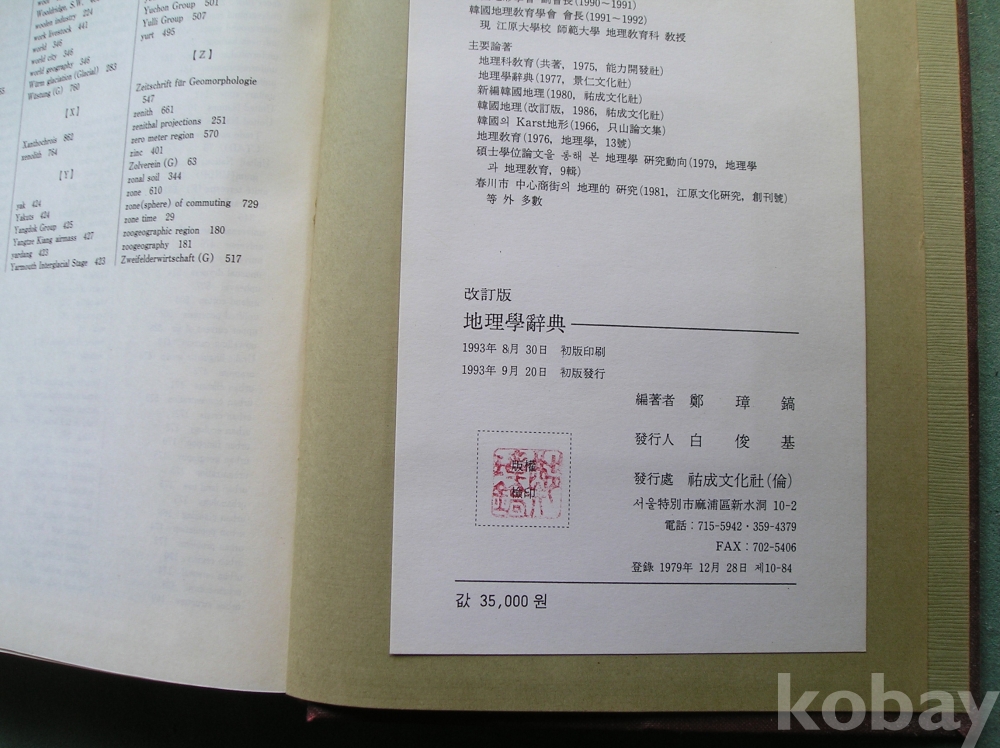 Wooldridge, S.W.
woolen industry 224
work livestock 441
world 346
world city 346
world geography 346
Würm glaciation (Glacial) 283
Wüstung (G) 760
[X]
Xanthochrois 862
xenolith 764
[Y]
yak 424
Yakuts 424
Yangdok Group 425
Yangtze Kiang airmass 427
yardang 423
Yarmouth Interglacial Stage 423
Yuchon Group 501
Yulli Group 507
yurt 495
[Z]
Zeitschrift für Geomorphologie
547
zenith 661
zenithal projections 251
zero meter region 570
zinc 401
Zolverein (G) 63
zonal soil 344
zone 610
zone(sphere) of commuting 729
zone time 29
zoogeographic region 180
zoogeography 181
Zweifelderwirtschaft (G) 517
副會長(1990~1991)
韓國地理教育學會 會長(1991~1992)
現 江原大學校 師範大學 地理教育科 教授
主要論著
地理科教育(共著, 1975, 能力開發社)
地理學辭典(1977, 景仁文化社)
新編韓國地理(1980, 祐成文化社)
韓國地理(改訂版, 1986, 祐成文化社)
韓國의 Karst地形(1966, 只山論文集)
地理教育(1976, 地理學, 13號)
碩士學位論文을 통해 본 地理學 研究動向(1979, 地理學
과 地理教育, 9輯)
春川市 中心商街의 地理的 研究(1981, 江原文化研究, 創刊號)
等 外 多數
改訂版
地理學辭典
1993年 8月 30日 初版印刷
1993年 9月 20日 初版發行
編著者 鄭 璋 鎬
發行人 白 俊 基
版權
檢印
發行處 祐成文化社(倫)
서울特別市麻浦區新水洞 10-2
電話 : 715-5942·359-4379
FAX : 702-5406
登錄 1979年 12月 28日 제10-84
값 35,000 원
kobay